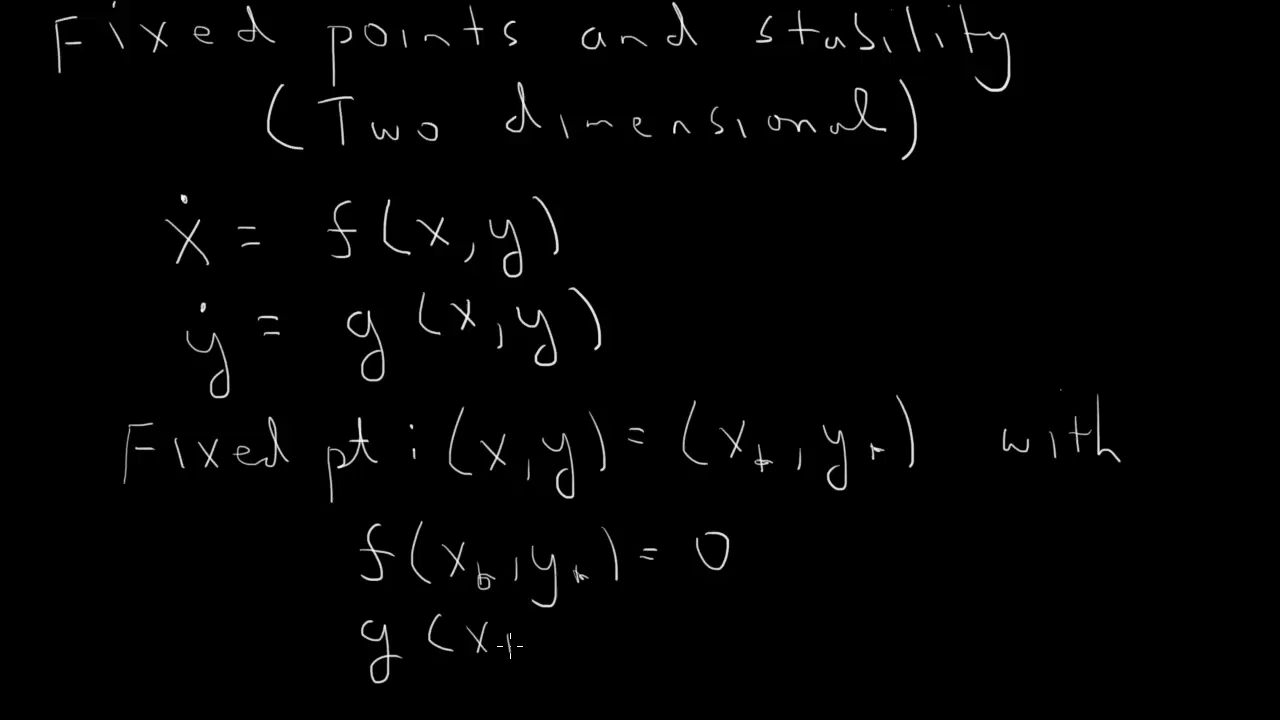 Fixed points and stability
(Two dimensional)
ẋ = f(x,y)
ẏ = g(x,y)
Fixed pt : (x,y) = (x*, y*) with
f(x*, y*) = 0
g(x